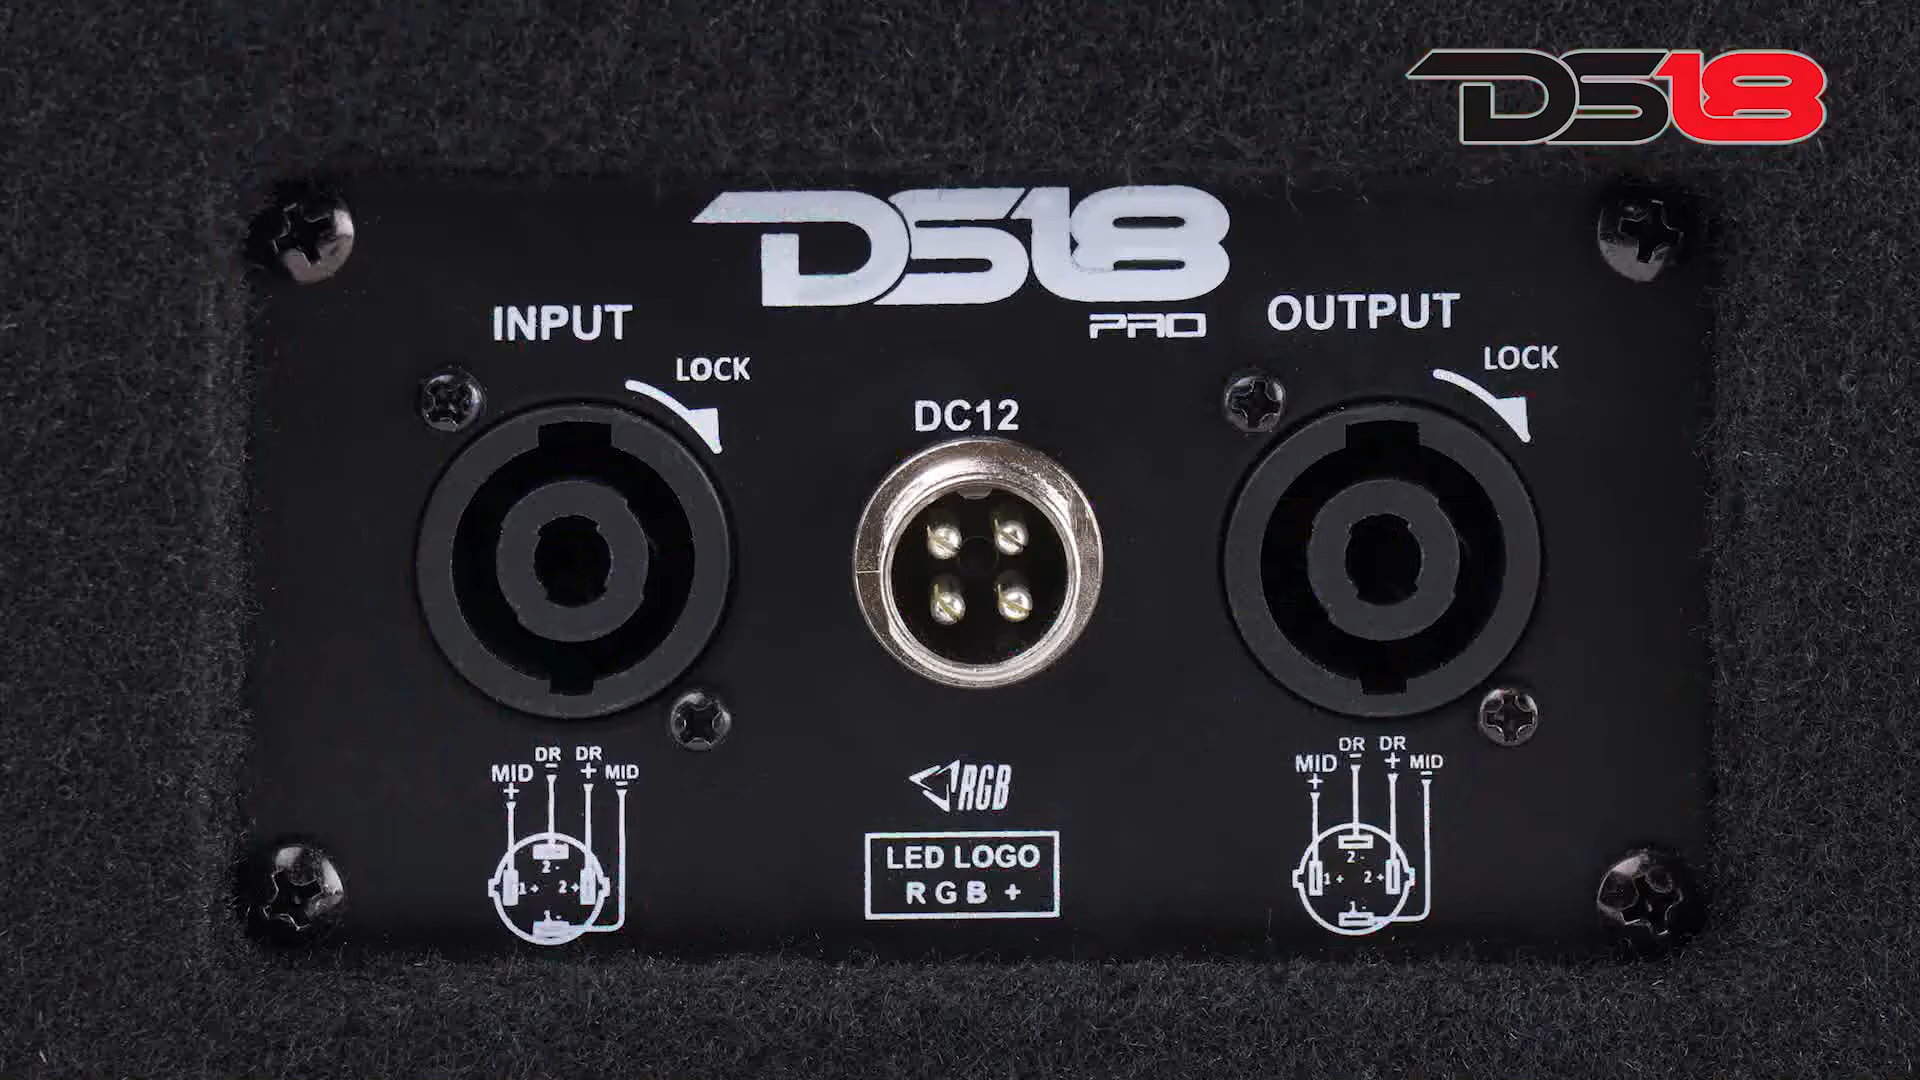 DS18
DS18
PRO
INPUT
OUTPUT
LOCK
LOCK
DC12
DR DR
- +
MID MID
+ -
2 -
1 + 2 +
1 -
RGB
LED LOGO
RGB +
DR DR
- +
MID MID
+ -
2 -
1 + 2 +
1 -